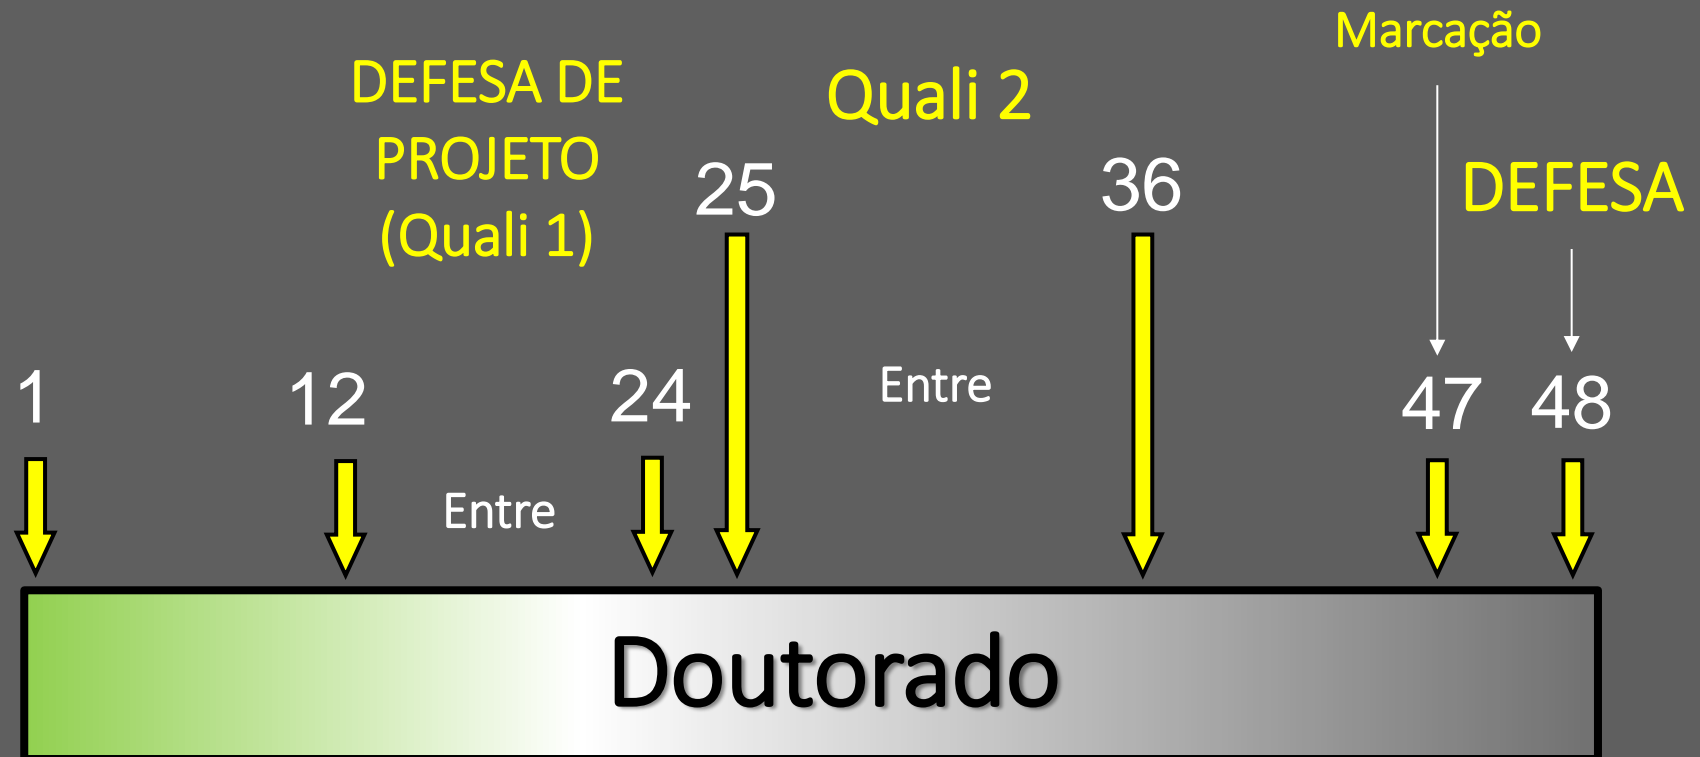 Marcação
DEFESA DE
PROJETO
(Quali 1)
Quali 2
25
36
DEFESA
1
12
24
Entre
47
48
Entre
Doutorado